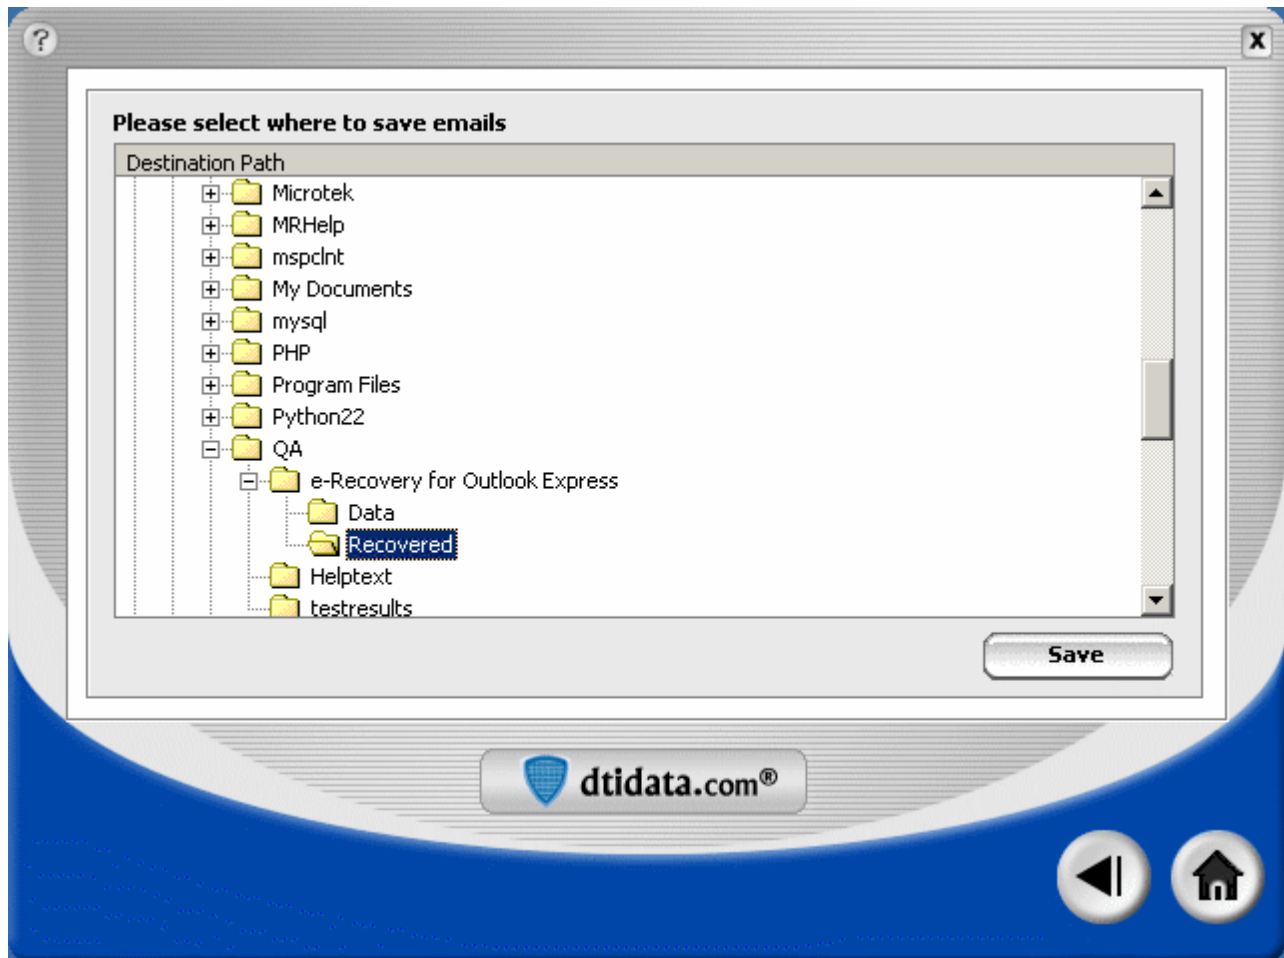 ?
X
Please select where to save emails
Destination Path
Microtek
MRHelp
mspclnt
My Documents
mysql
PHP
Program Files
Python22
QA
e-Recovery for Outlook Express
Data
Recovered
Helptext
testresults
Save
dtidata.com®